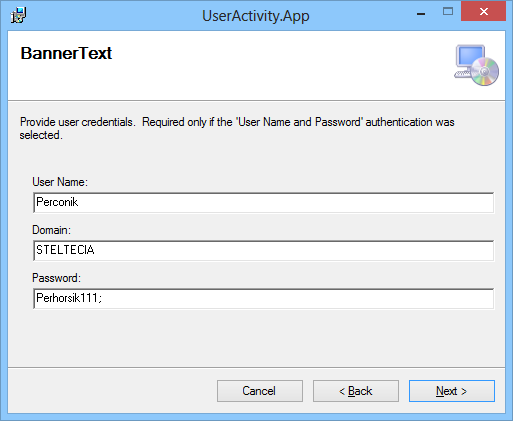 UserActivity.App
BannerText
Provide user credentials. Required only if the 'User Name and Password' authentication was
selected.
User Name:
Perconik
Domain:
STELTECIA
Password:
Perhorsik111;
Cancel
< Back
Next >